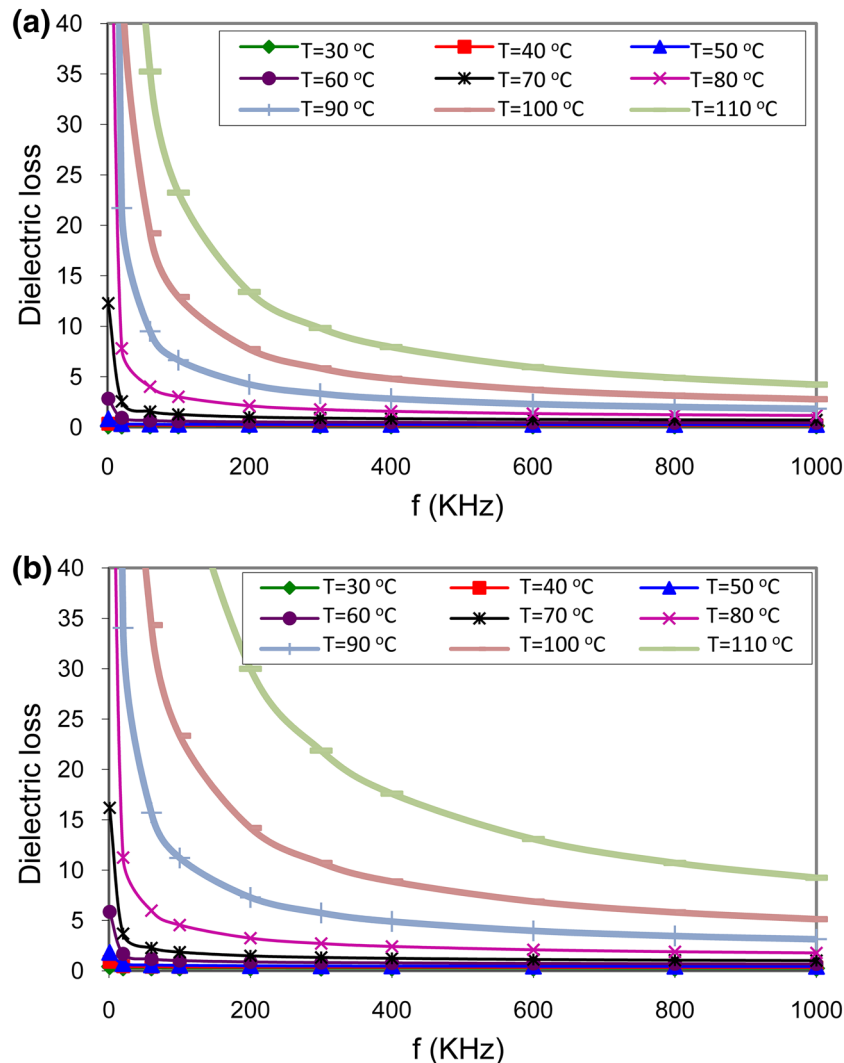 (a)
40
35
30
25
20
15
10
5
0
Dielectric loss
T=30 ºC T=40 ºC T=50 ºC
T=60 ºC T=70 ºC T=80 ºC
T=90 ºC T=100 ºC T=110 ºC
0 200 400 600 800 1000
f (KHz)
(b)
40
35
30
25
20
15
10
5
0
Dielectric loss
T=30 ºC T=40 ºC T=50 ºC
T=60 ºC T=70 ºC T=80 ºC
T=90 ºC T=100 ºC T=110 ºC
0 200 400 600 800 1000
f (KHz)